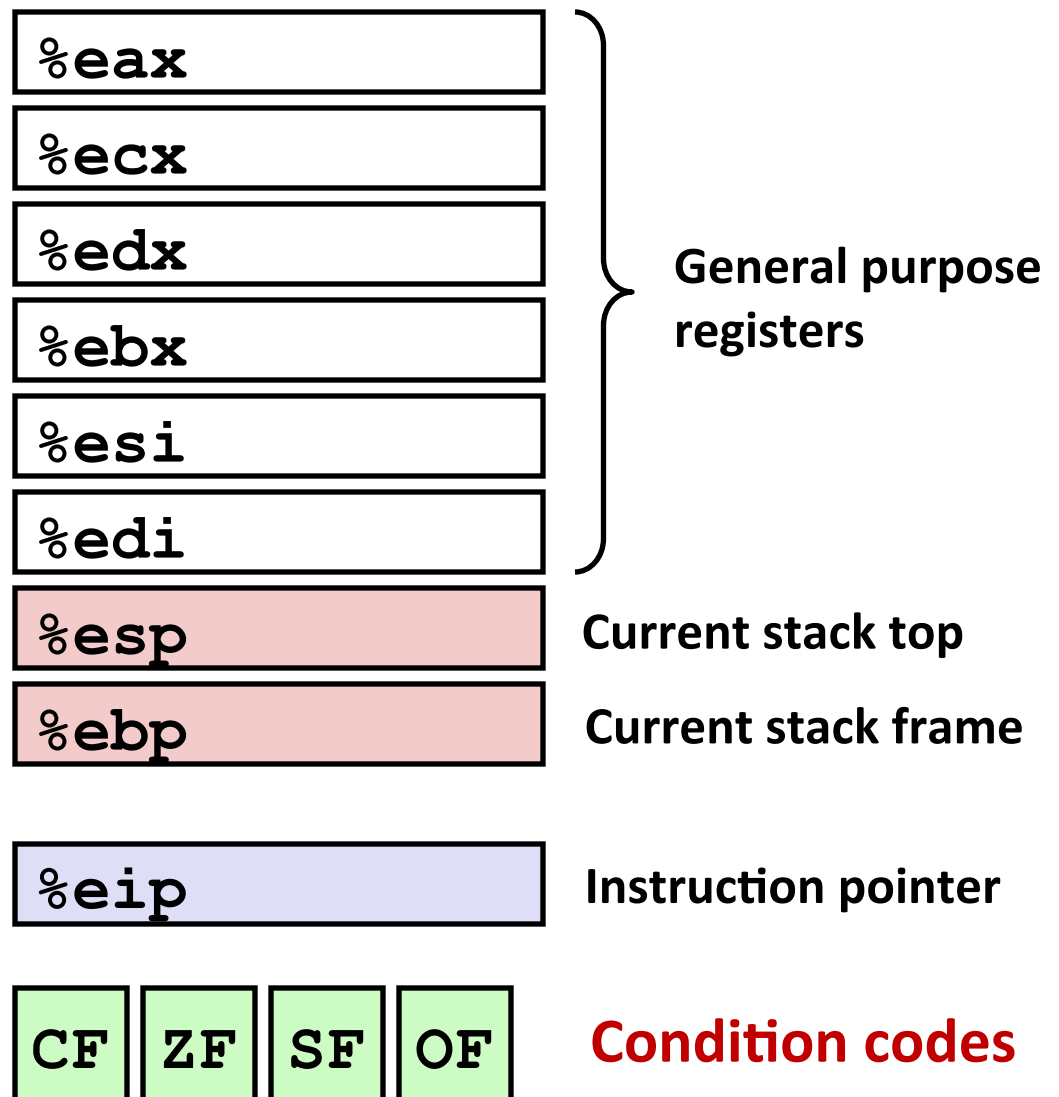 %eax
%ecx
%edx
%ebx
%esi
%edi
General purpose
registers
%esp
Current stack top
%ebp
Current stack frame
%eip
Instruction pointer
CF ZF SF OF
Condition codes